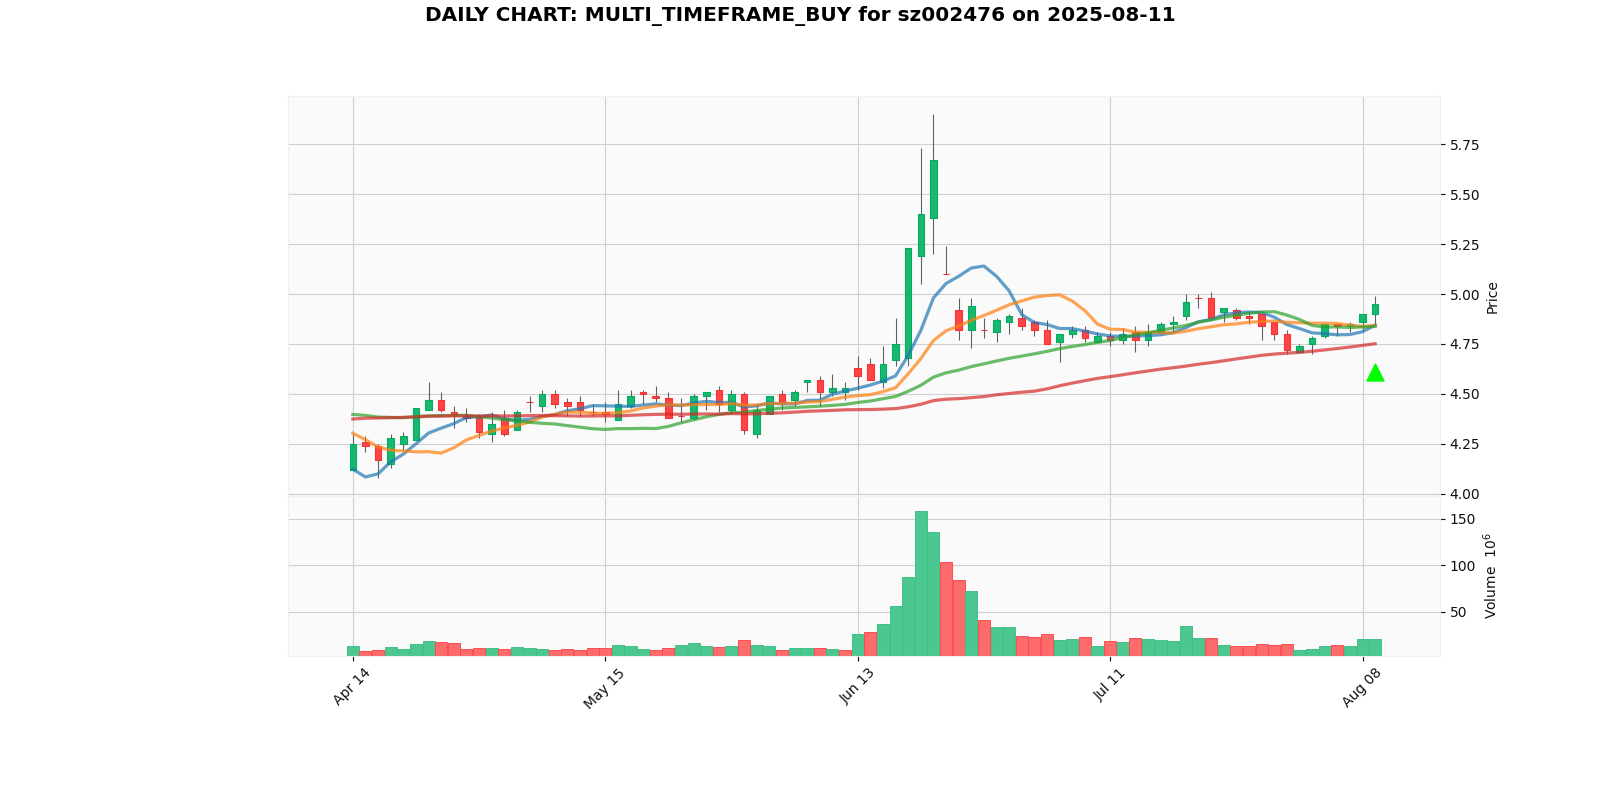 DAILY CHART: MULTI_TIMEFRAME_BUY for sz002476 on 2025-08-11
5.75
5.50
5.25
5.00
4.75
4.50
4.25
4.00
Price
150
100
50
Volume 10⁶
Apr 14
May 15
Jun 13
Jul 11
Aug 08